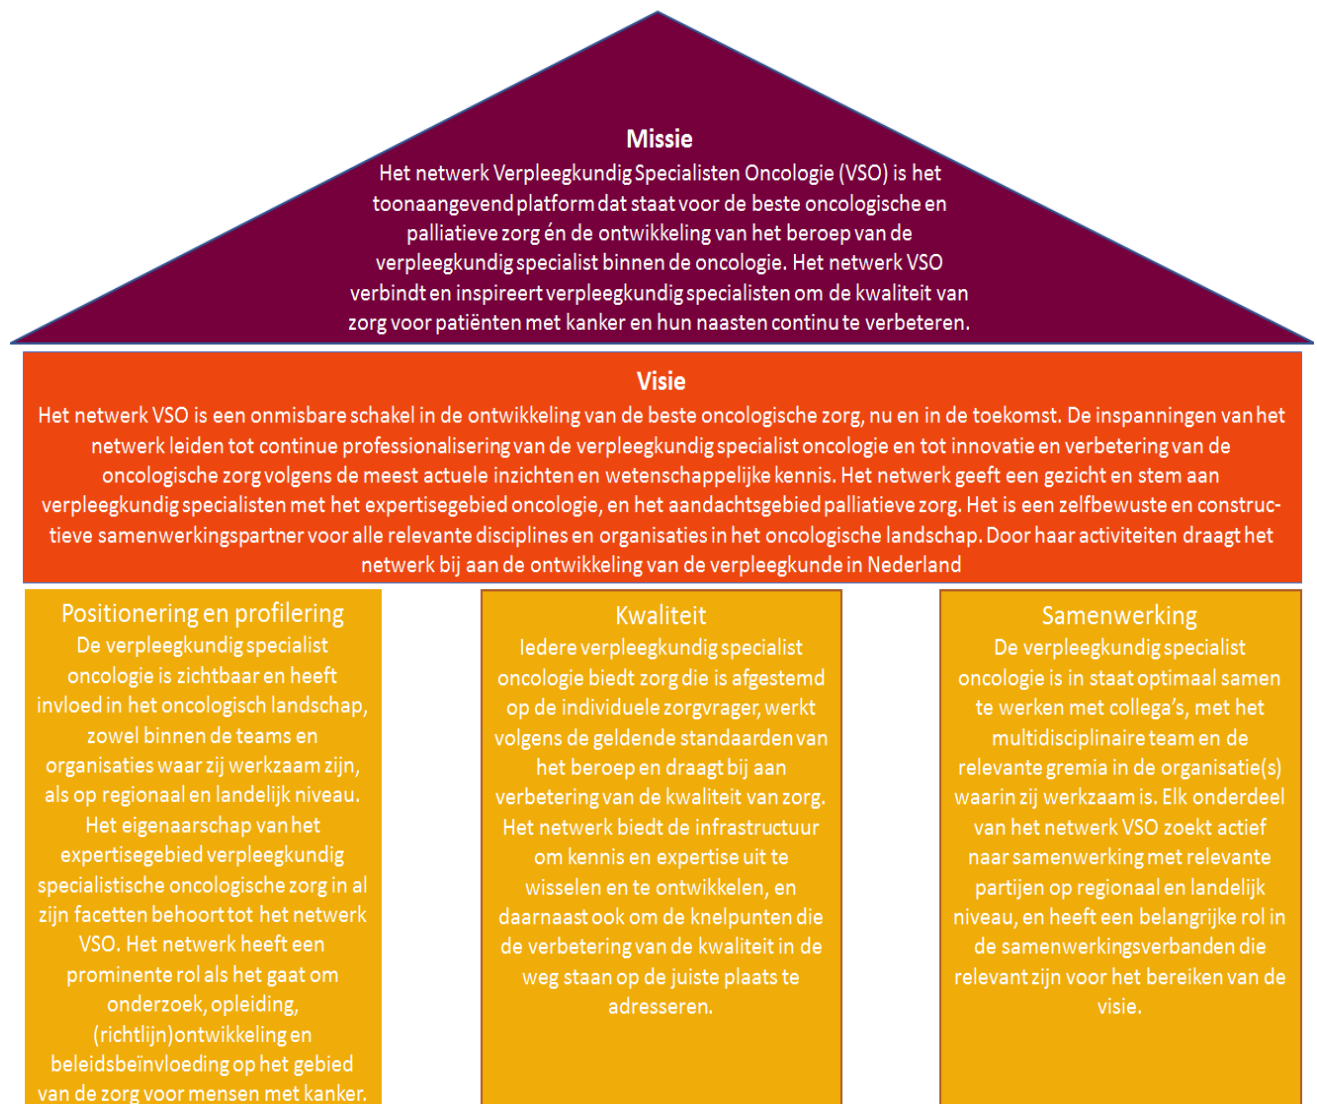 Missie
Het netwerk Verpleegkundig Specialisten Oncologie (VSO) is het
toonaangevend platform dat staat voor de beste oncologische en
palliatieve zorg én de ontwikkeling van het beroep van de
verpleegkundig specialist binnen de oncologie. Het netwerk VSO
verbindt en inspireert verpleegkundig specialisten om de kwaliteit van
zorg voor patiënten met kanker en hun naasten continu te verbeteren.
Visie
Het netwerk VSO is een onmisbare schakel in de ontwikkeling van de beste oncologische zorg, nu en in de toekomst. De inspanningen van het
netwerk leiden tot continue professionalisering van de verpleegkundig specialist oncologie en tot innovatie en verbetering van de
oncologische zorg volgens de meest actuele inzichten en wetenschappelijke kennis. Het netwerk geeft een gezicht en stem aan
verpleegkundig specialisten met het expertisegebied oncologie, en het aandachtsgebied palliatieve zorg. Het is een zelfbewuste en construc-
tieve samenwerkingspartner voor alle relevante disciplines en organisaties in het oncologische landschap. Door haar activiteiten draagt het
netwerk bij aan de ontwikkeling van de verpleegkunde in Nederland
Positionering en profilering
De verpleegkundig specialist
oncologie is zichtbaar en heeft
invloed in het oncologisch landschap,
zowel binnen de teams en
organisaties waar zij werkzaam zijn,
als op regionaal en landelijk niveau.
Het eigenaarschap van het
expertisegebied verpleegkundig
specialistische oncologische zorg in al
zijn facetten behoort tot het netwerk
VSO. Het netwerk heeft een
prominente rol als het gaat om
onderzoek, opleiding,
(richtlijn)ontwikkeling en
beleidsbeïnvloeding op het gebied
van de zorg voor mensen met kanker.
Kwaliteit
Iedere verpleegkundig specialist
oncologie biedt zorg die is afgestemd
op de individuele zorgvrager, werkt
volgens de geldende standaarden van
het beroep en draagt bij aan
verbetering van de kwaliteit van zorg.
Het netwerk biedt de infrastructuur
om kennis en expertise uit te
wisselen en te ontwikkelen, en
daarnaast ook om de knelpunten die
de verbetering van de kwaliteit in de
weg staan op de juiste plaats te
adresseren.
Samenwerking
De verpleegkundig specialist
oncologie is in staat optimaal samen
te werken met collega’s, met het
multidisciplinaire team en de
relevante gremia in de organisatie(s)
waarin zij werkzaam is. Elk onderdeel
van het netwerk VSO zoekt actief
naar samenwerking met relevante
partijen op regionaal en landelijk
niveau, en heeft een belangrijke rol in
de samenwerkingsverbanden die
relevant zijn voor het bereiken van de
visie.